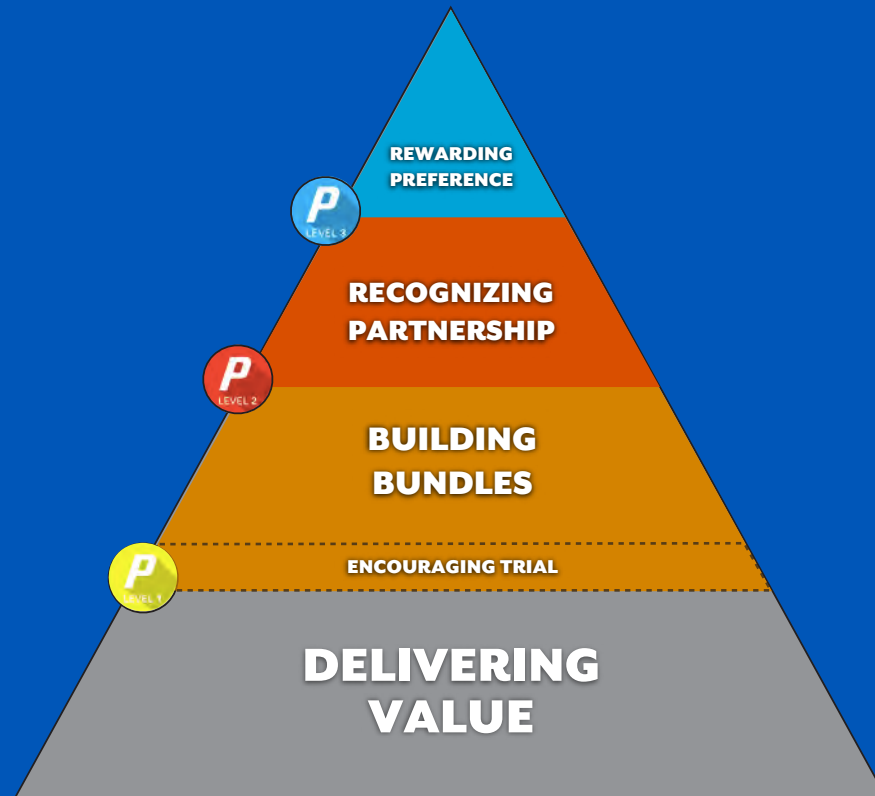 REWARDING
PREFERENCE
P
LEVEL 3
RECOGNIZING
PARTNERSHIP
P
LEVEL 2
BUILDING
BUNDLES
ENCOURAGING TRIAL
P
LEVEL 1
DELIVERING
VALUE